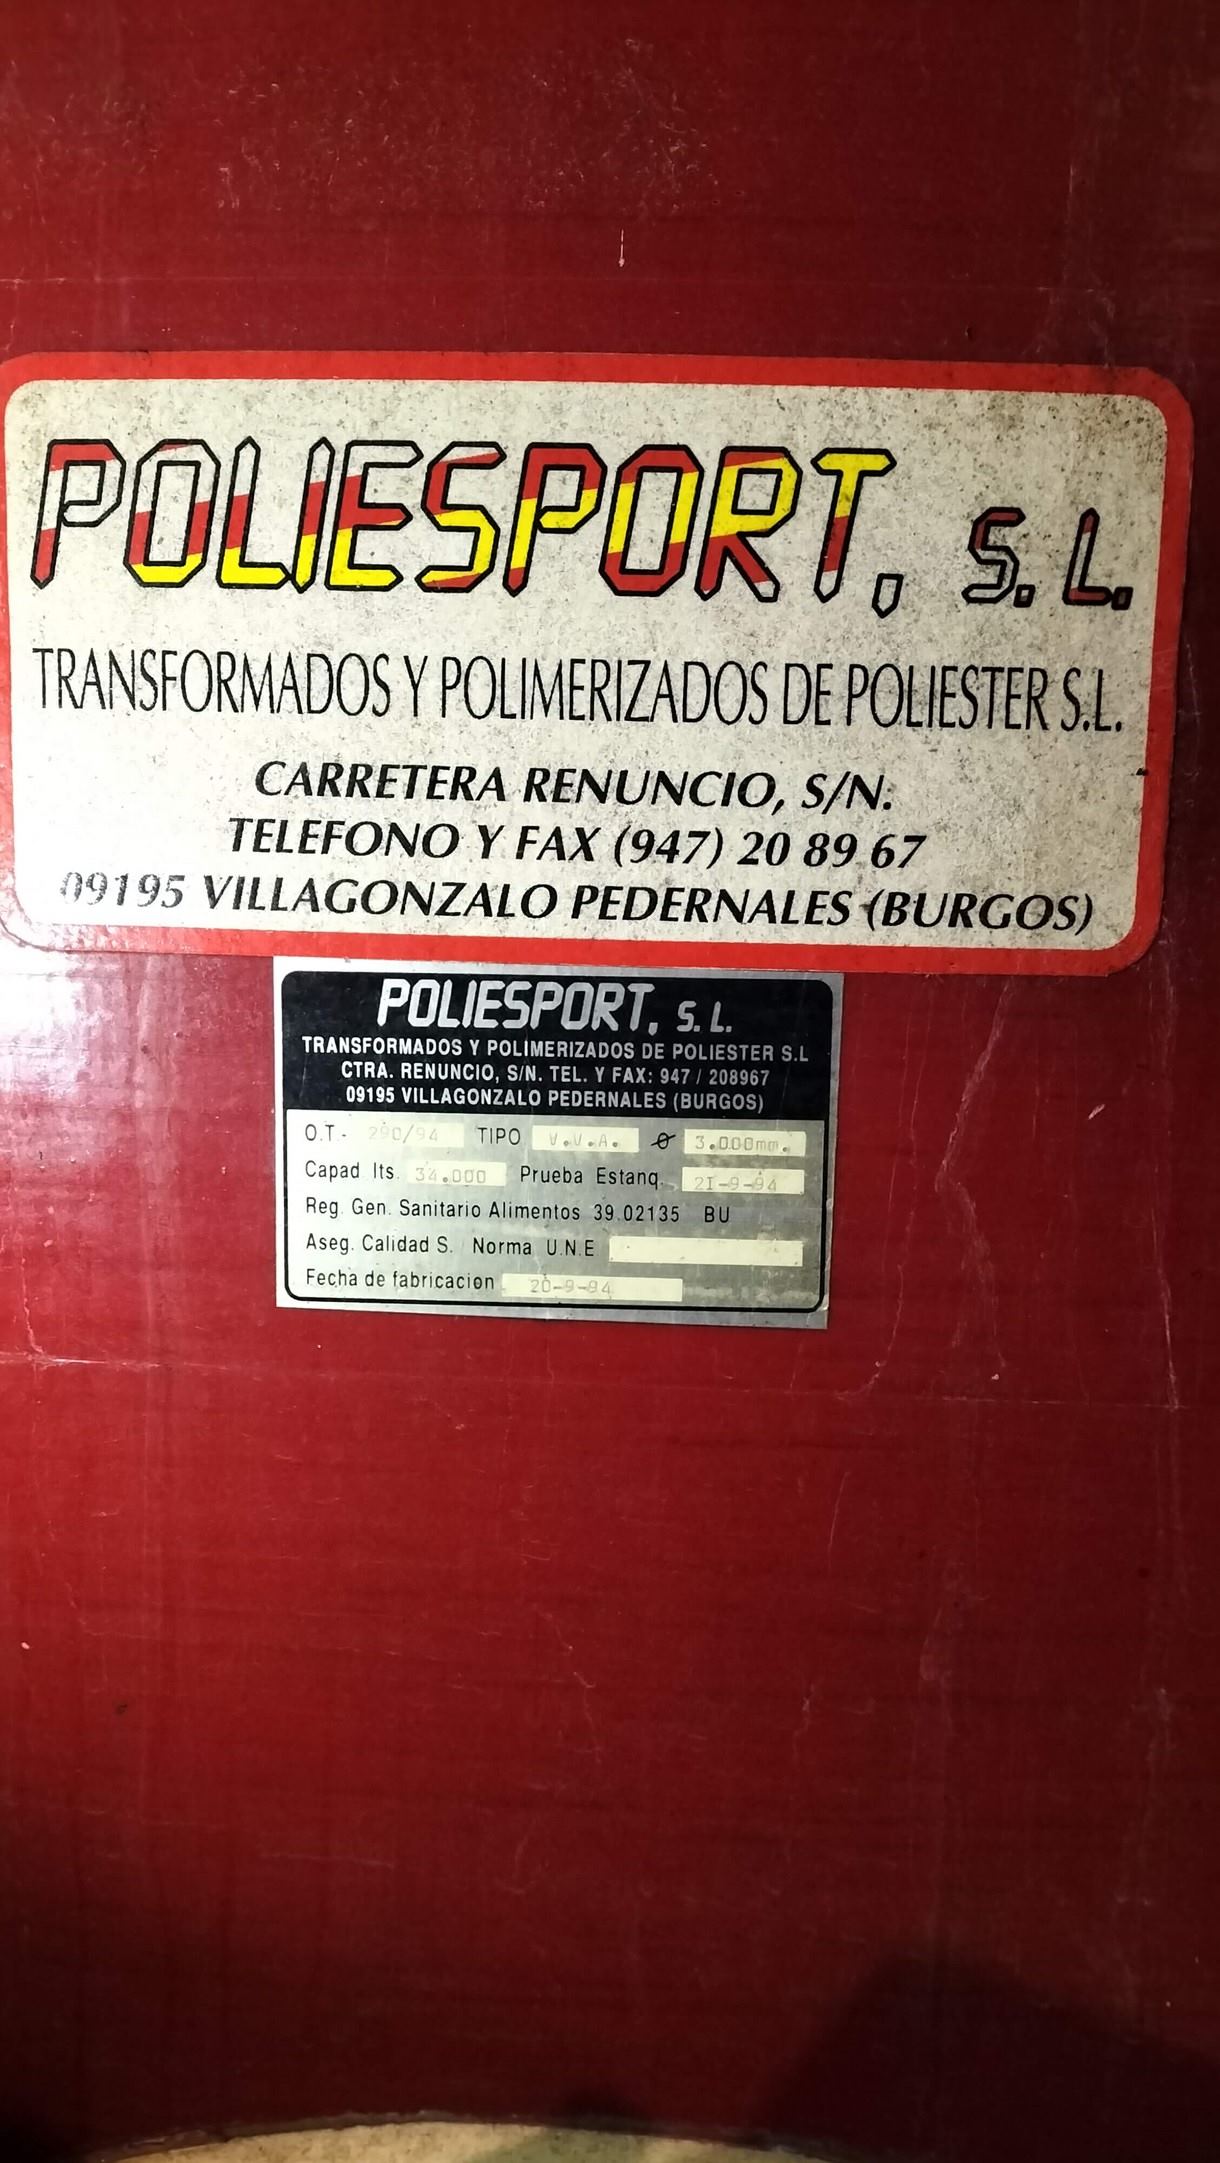 POLIESPORT, S.L.
TRANSFORMADOS Y POLIMERIZADOS DE POLIESTER S.L.
CARRETERA RENUNCIO, S/N.
TELEFONO Y FAX (947) 20 89 67
09195 VILLAGONZALO PEDERNALES (BURGOS)
POLIESPORT, S.L.
TRANSFORMADOS Y POLIMERIZADOS DE POLIESTER S.L
CTRA. RENUNCIO, S/N. TEL. Y FAX: 947 / 208967
09195 VILLAGONZALO PEDERNALES (BURGOS)
O.T.- 290/94 TIPO V.V.A. Ø 3.000mm.
Capad lts. 34.000 Prueba Estanq. 2I-9-94
Reg. Gen. Sanitario Alimentos 39.02135 BU
Aseg. Calidad S. Norma U.N.E
Fecha de fabricacion 20-9-94